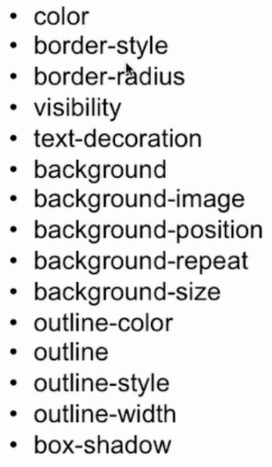 • color
• border-style
• border-radius
• visibility
• text-decoration
• background
• background-image
• background-position
• background-repeat
• background-size
• outline-color
• outline
• outline-style
• outline-width
• box-shadow